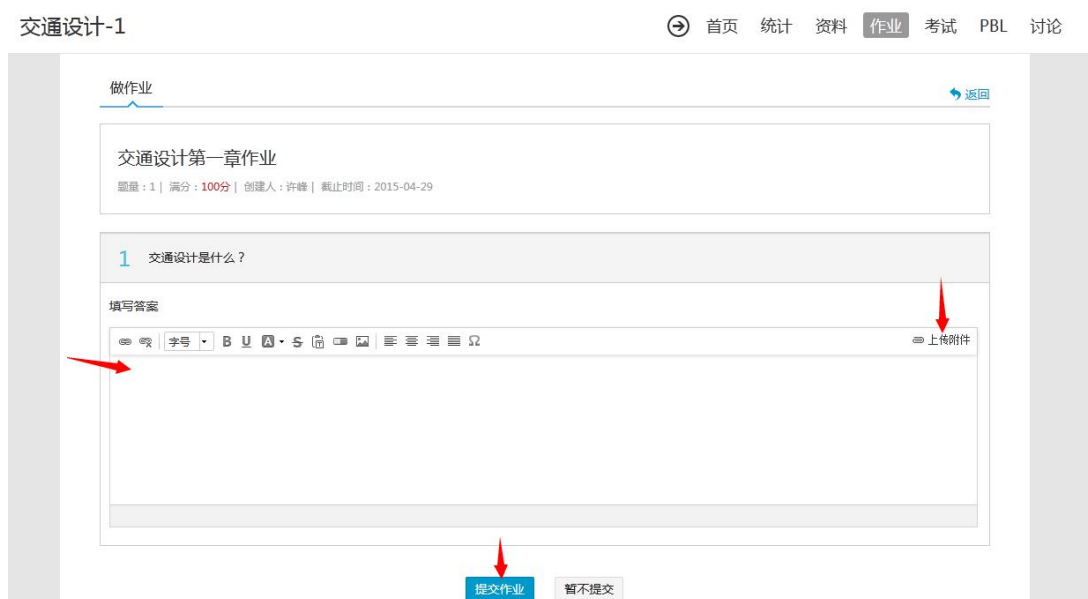 交通设计-1
首页 统计 资料 作业 考试 PBL 讨论
做作业
返回
交通设计第一章作业
题量：1| 满分：100分| 创建人：许峰| 截止时间：2015-04-29
1 交通设计是什么？
填写答案
字号 B U A S Ω 上传附件
提交作业 暂不提交